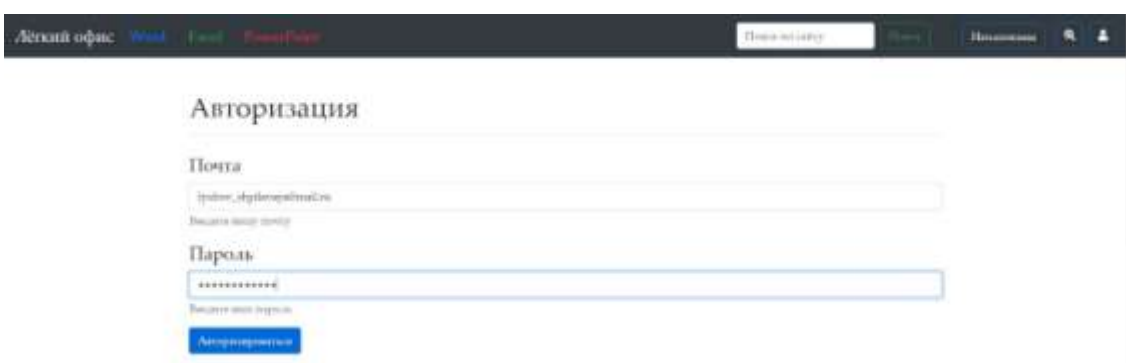 Лёгкий офис Word Excel PowerPoint Поиск по сайту Поиск
Авторизация
Почта
Введите вашу почту
Пароль
************
Введите ваш пароль
Авторизироваться